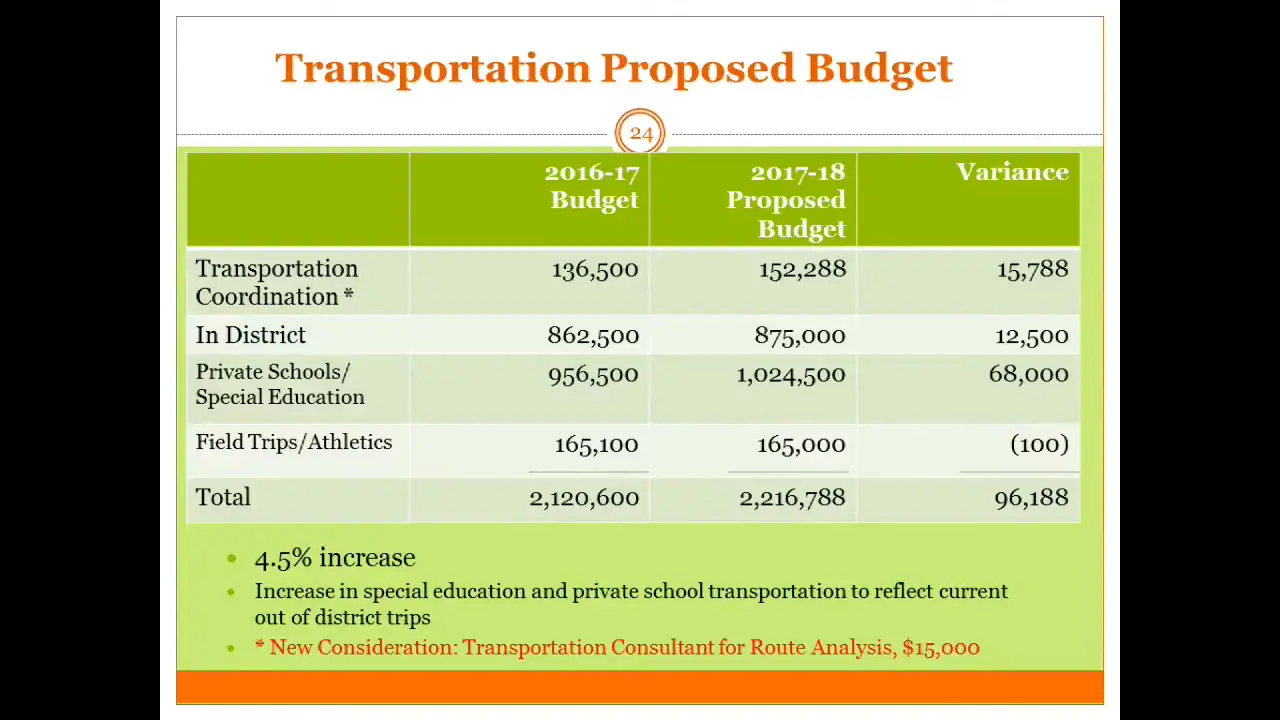 Transportation Proposed Budget
24
2016-17 Budget 2017-18 Proposed Budget Variance
Transportation Coordination * 136,500 152,288 15,788
In District 862,500 875,000 12,500
Private Schools/ Special Education 956,500 1,024,500 68,000
Field Trips/Athletics 165,100 165,000 (100)
Total 2,120,600 2,216,788 96,188
• 4.5% increase
• Increase in special education and private school transportation to reflect current
out of district trips
• * New Consideration: Transportation Consultant for Route Analysis, $15,000